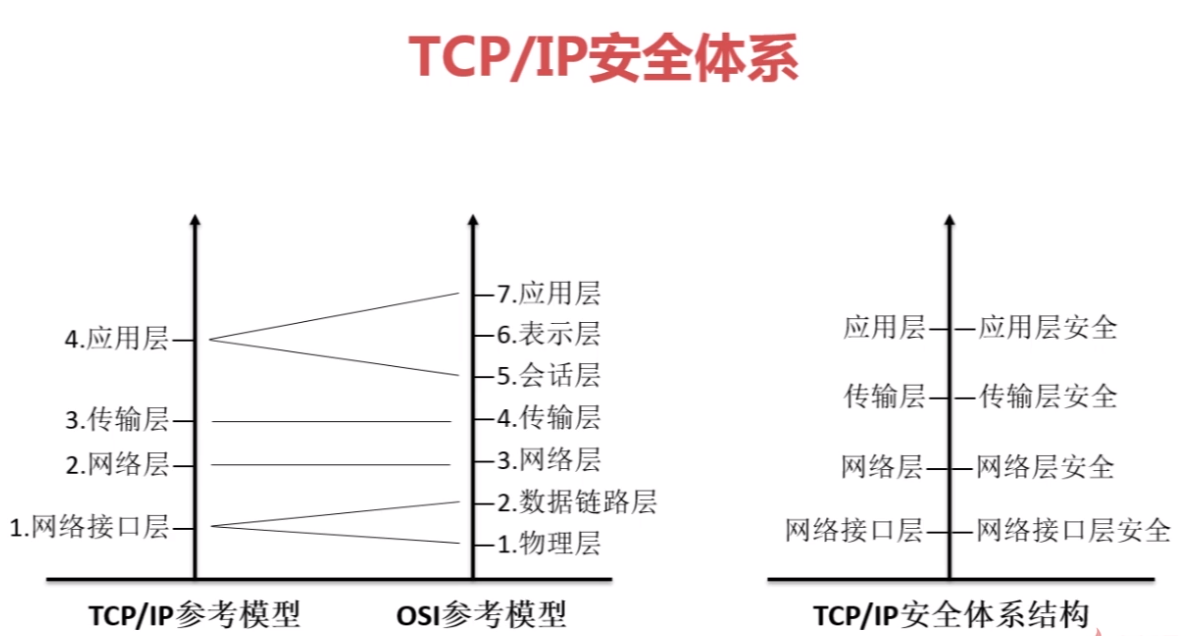 TCP/IP安全体系
4.应用层
3.传输层
2.网络层
1.网络接口层
TCP/IP参考模型
7.应用层
6.表示层
5.会话层
4.传输层
3.网络层
2.数据链路层
1.物理层
OSI参考模型
应用层 应用层安全
传输层 传输层安全
网络层 网络层安全
网络接口层 网络接口层安全
TCP/IP安全体系结构